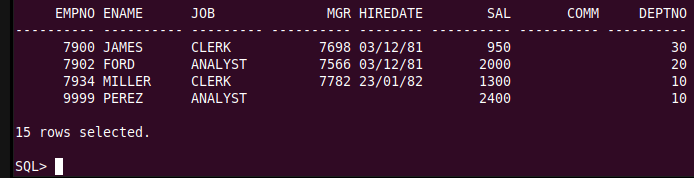 EMPNO ENAME      JOB              MGR HIREDATE        SAL       COMM     DEPTNO
---------- ---------- --------- ---------- -------- ---------- ---------- ----------
      7900 JAMES      CLERK           7698 03/12/81        950                    30
      7902 FORD       ANALYST         7566 03/12/81       2000                    20
      7934 MILLER     CLERK           7782 23/01/82       1300                    10
      9999 PEREZ      ANALYST                             2400                    10
15 rows selected.
SQL>